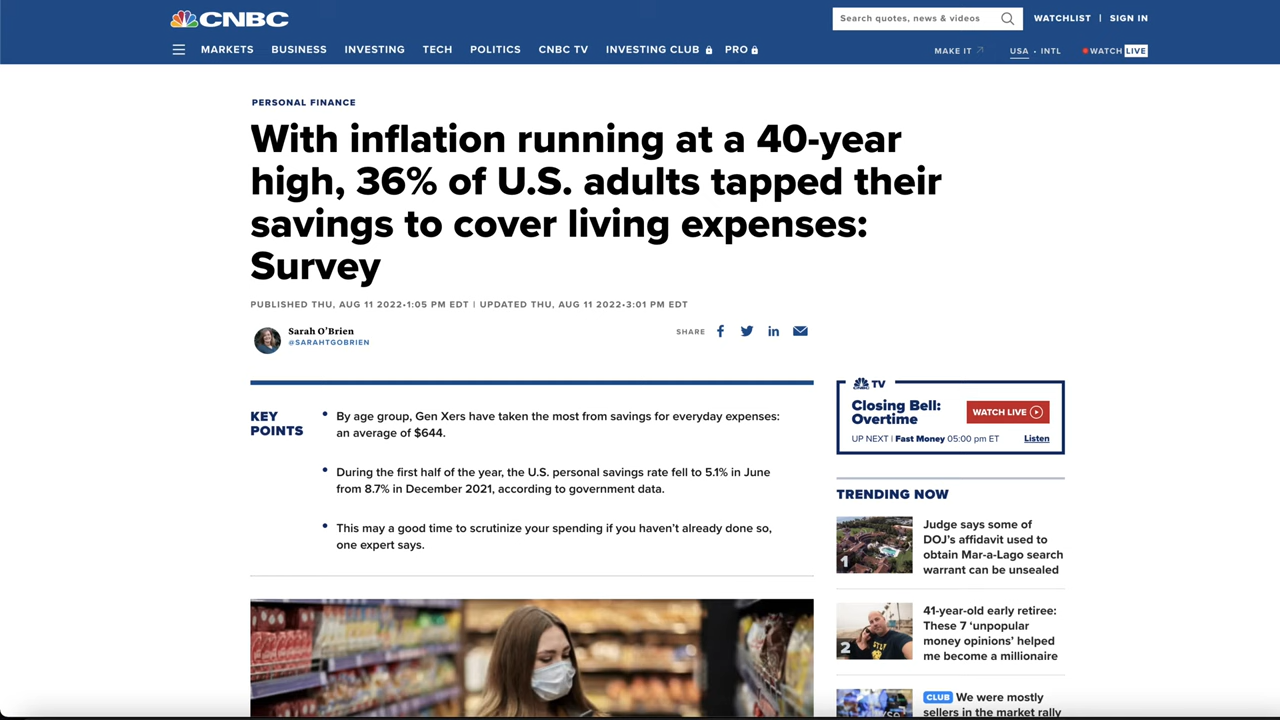 CNBC
Search quotes, news & videos
WATCHLIST | SIGN IN
MARKETS BUSINESS INVESTING TECH POLITICS CNBC TV INVESTING CLUB PRO
MAKE IT USA • INTL WATCH LIVE
PERSONAL FINANCE
With inflation running at a 40-year
high, 36% of U.S. adults tapped their
savings to cover living expenses:
Survey
PUBLISHED THU, AUG 11 2022•1:05 PM EDT | UPDATED THU, AUG 11 2022•3:01 PM EDT
Sarah O’Brien
@SARAHTGOBRIEN
SHARE
KEY
POINTS
• By age group, Gen Xers have taken the most from savings for everyday expenses:
an average of $644.
• During the first half of the year, the U.S. personal savings rate fell to 5.1% in June
from 8.7% in December 2021, according to government data.
• This may a good time to scrutinize your spending if you haven’t already done so,
one expert says.
CNBC TV
Closing Bell:
Overtime
WATCH LIVE
UP NEXT | Fast Money 05:00 pm ET Listen
TRENDING NOW
1
Judge says some of
DOJ’s affidavit used to
obtain Mar-a-Lago search
warrant can be unsealed
2
41-year-old early retiree:
These 7 ‘unpopular
money opinions’ helped
me become a millionaire
CLUB We were mostly
sellers in the market rally